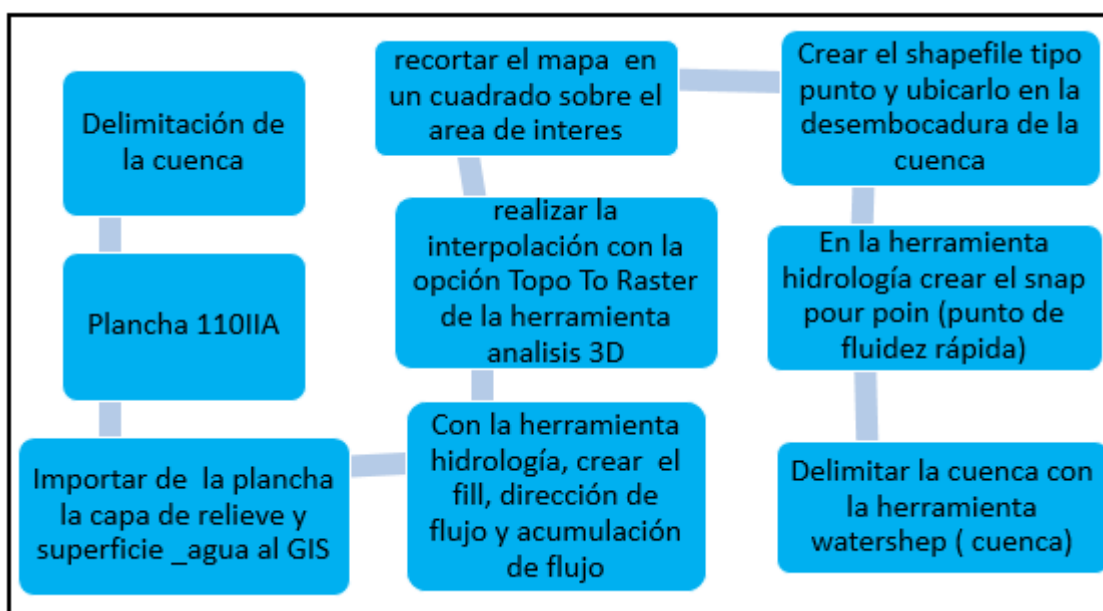 Delimitación de
la cuenca
Plancha 110IIA
Importar de la plancha
la capa de relieve y
superficie _agua al GIS
Con la herramienta
hidrología, crear el
fill, dirección de
flujo y acumulación
de flujo
realizar la
interpolación con la
opción Topo To Raster
de la herramienta
analisis 3D
recortar el mapa en
un cuadrado sobre el
area de interes
Crear el shapefile tipo
punto y ubicarlo en la
desembocadura de la
cuenca
En la herramienta
hidrología crear el snap
pour poin (punto de
fluidez rápida)
Delimitar la cuenca con
la herramienta
watershep ( cuenca)